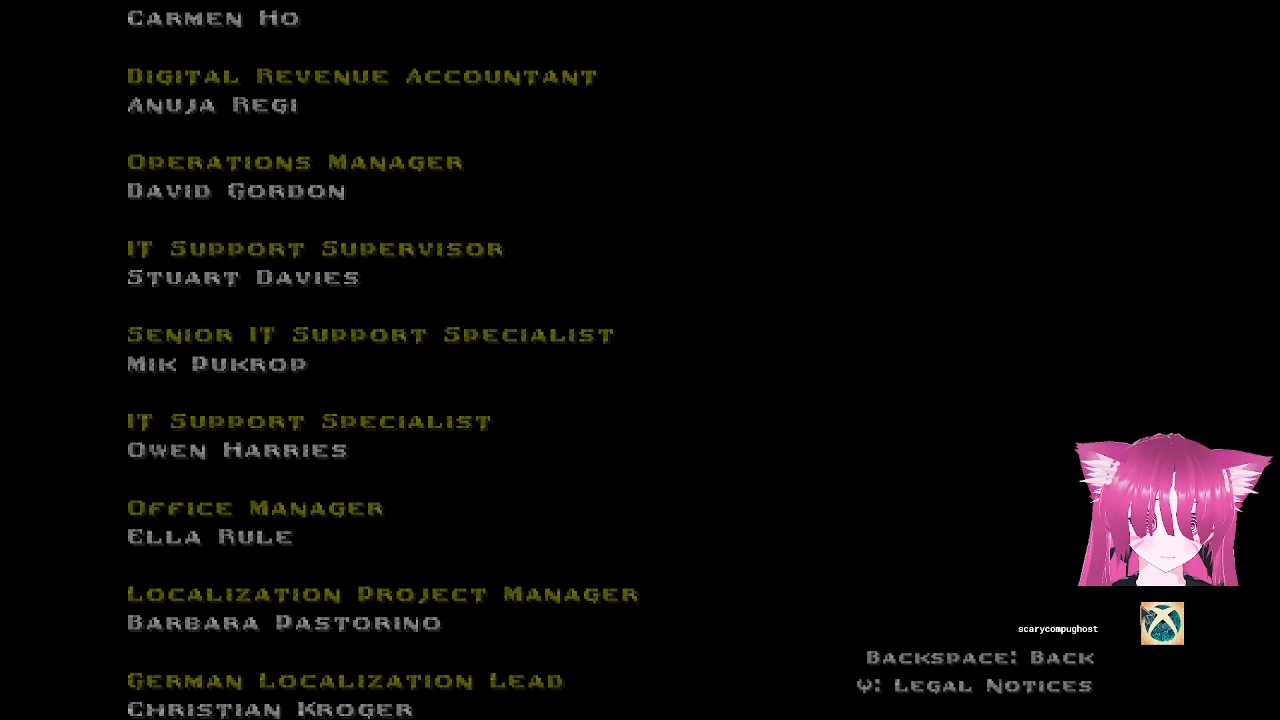 Carmen Ho
Digital Revenue Accountant
Anuja Regi
Operations Manager
David Gordon
IT Support Supervisor
Stuart Davies
Senior IT Support Specialist
Mik Pukrop
IT Support Specialist
Owen Harries
Office Manager
Ella Rule
Localization Project Manager
Barbara Pastorino
German Localization Lead
Christian Kroger
scarycompughost
Backspace: Back
Y: Legal Notices